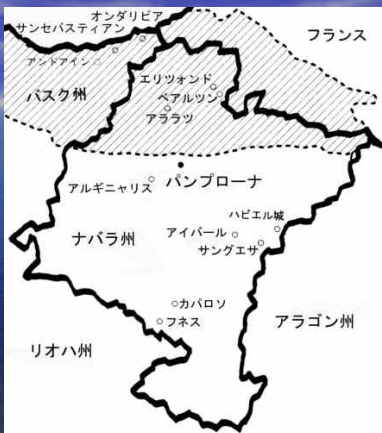 オンダリビア
サンセバスティアン
フランス
アンドアイン
エリツォンド
ベアルツン
バスク州
アララツ
アルギニャリス
パンプローナ
ハビエル城
ナバラ州
アイバール
サングエサ
カパロソ
フネス
アラゴン州
リオハ州